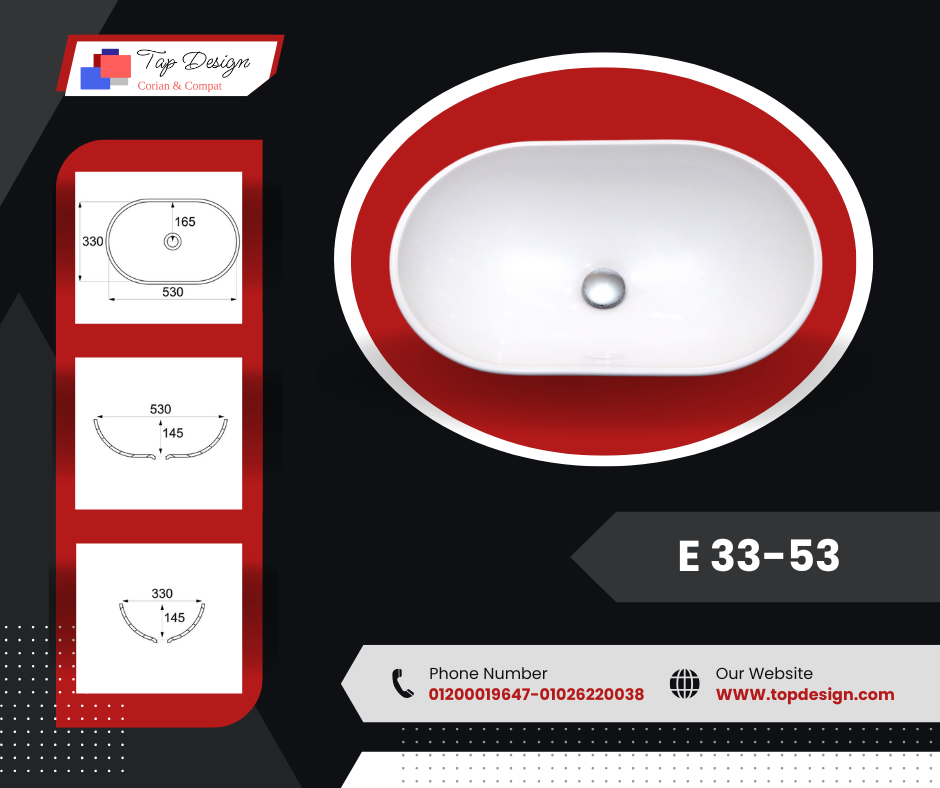 Tap Design
Corian & Compat
165
330
530
530
145
330
145
E 33-53
Phone Number
01200019647-01026220038
Our Website
WWW.topdesign.com